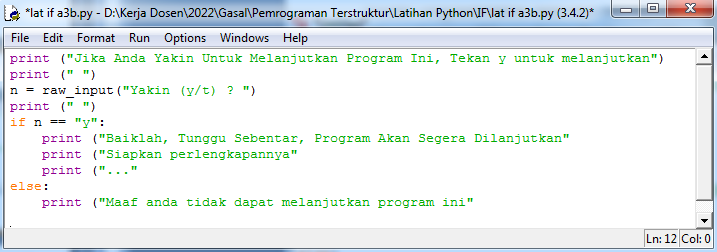 *lat if a3b.py - D:\Kerja Dosen\2022\Gasal\Pemrograman Terstruktur\Latihan Python\IF\lat if a3b.py (3.4.2)*
File Edit Format Run Options Windows Help
print ("Jika Anda Yakin Untuk Melanjutkan Program Ini, Tekan y untuk melanjutkan")
print (" ")
n = raw_input("Yakin (y/t) ? ")
print (" ")
if n == "y":
    print ("Baiklah, Tunggu Sebentar, Program Akan Segera Dilanjutkan"
    print ("Siapkan perlengkapannya"
    print ("..."
else:
    print ("Maaf anda tidak dapat melanjutkan program ini"
Ln: 12 Col: 0